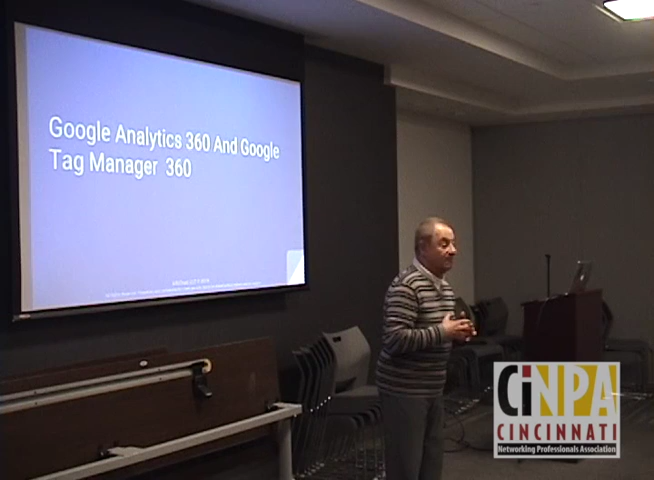 Google Analytics 360 And Google
Tag Manager 360
CiNPA
CINCINNATI
Networking Professionals Association